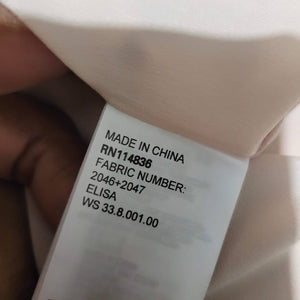 MADE IN CHINA
RN114836
FABRIC NUMBER:
2046+2047
ELISA
WS 33.8.001.00